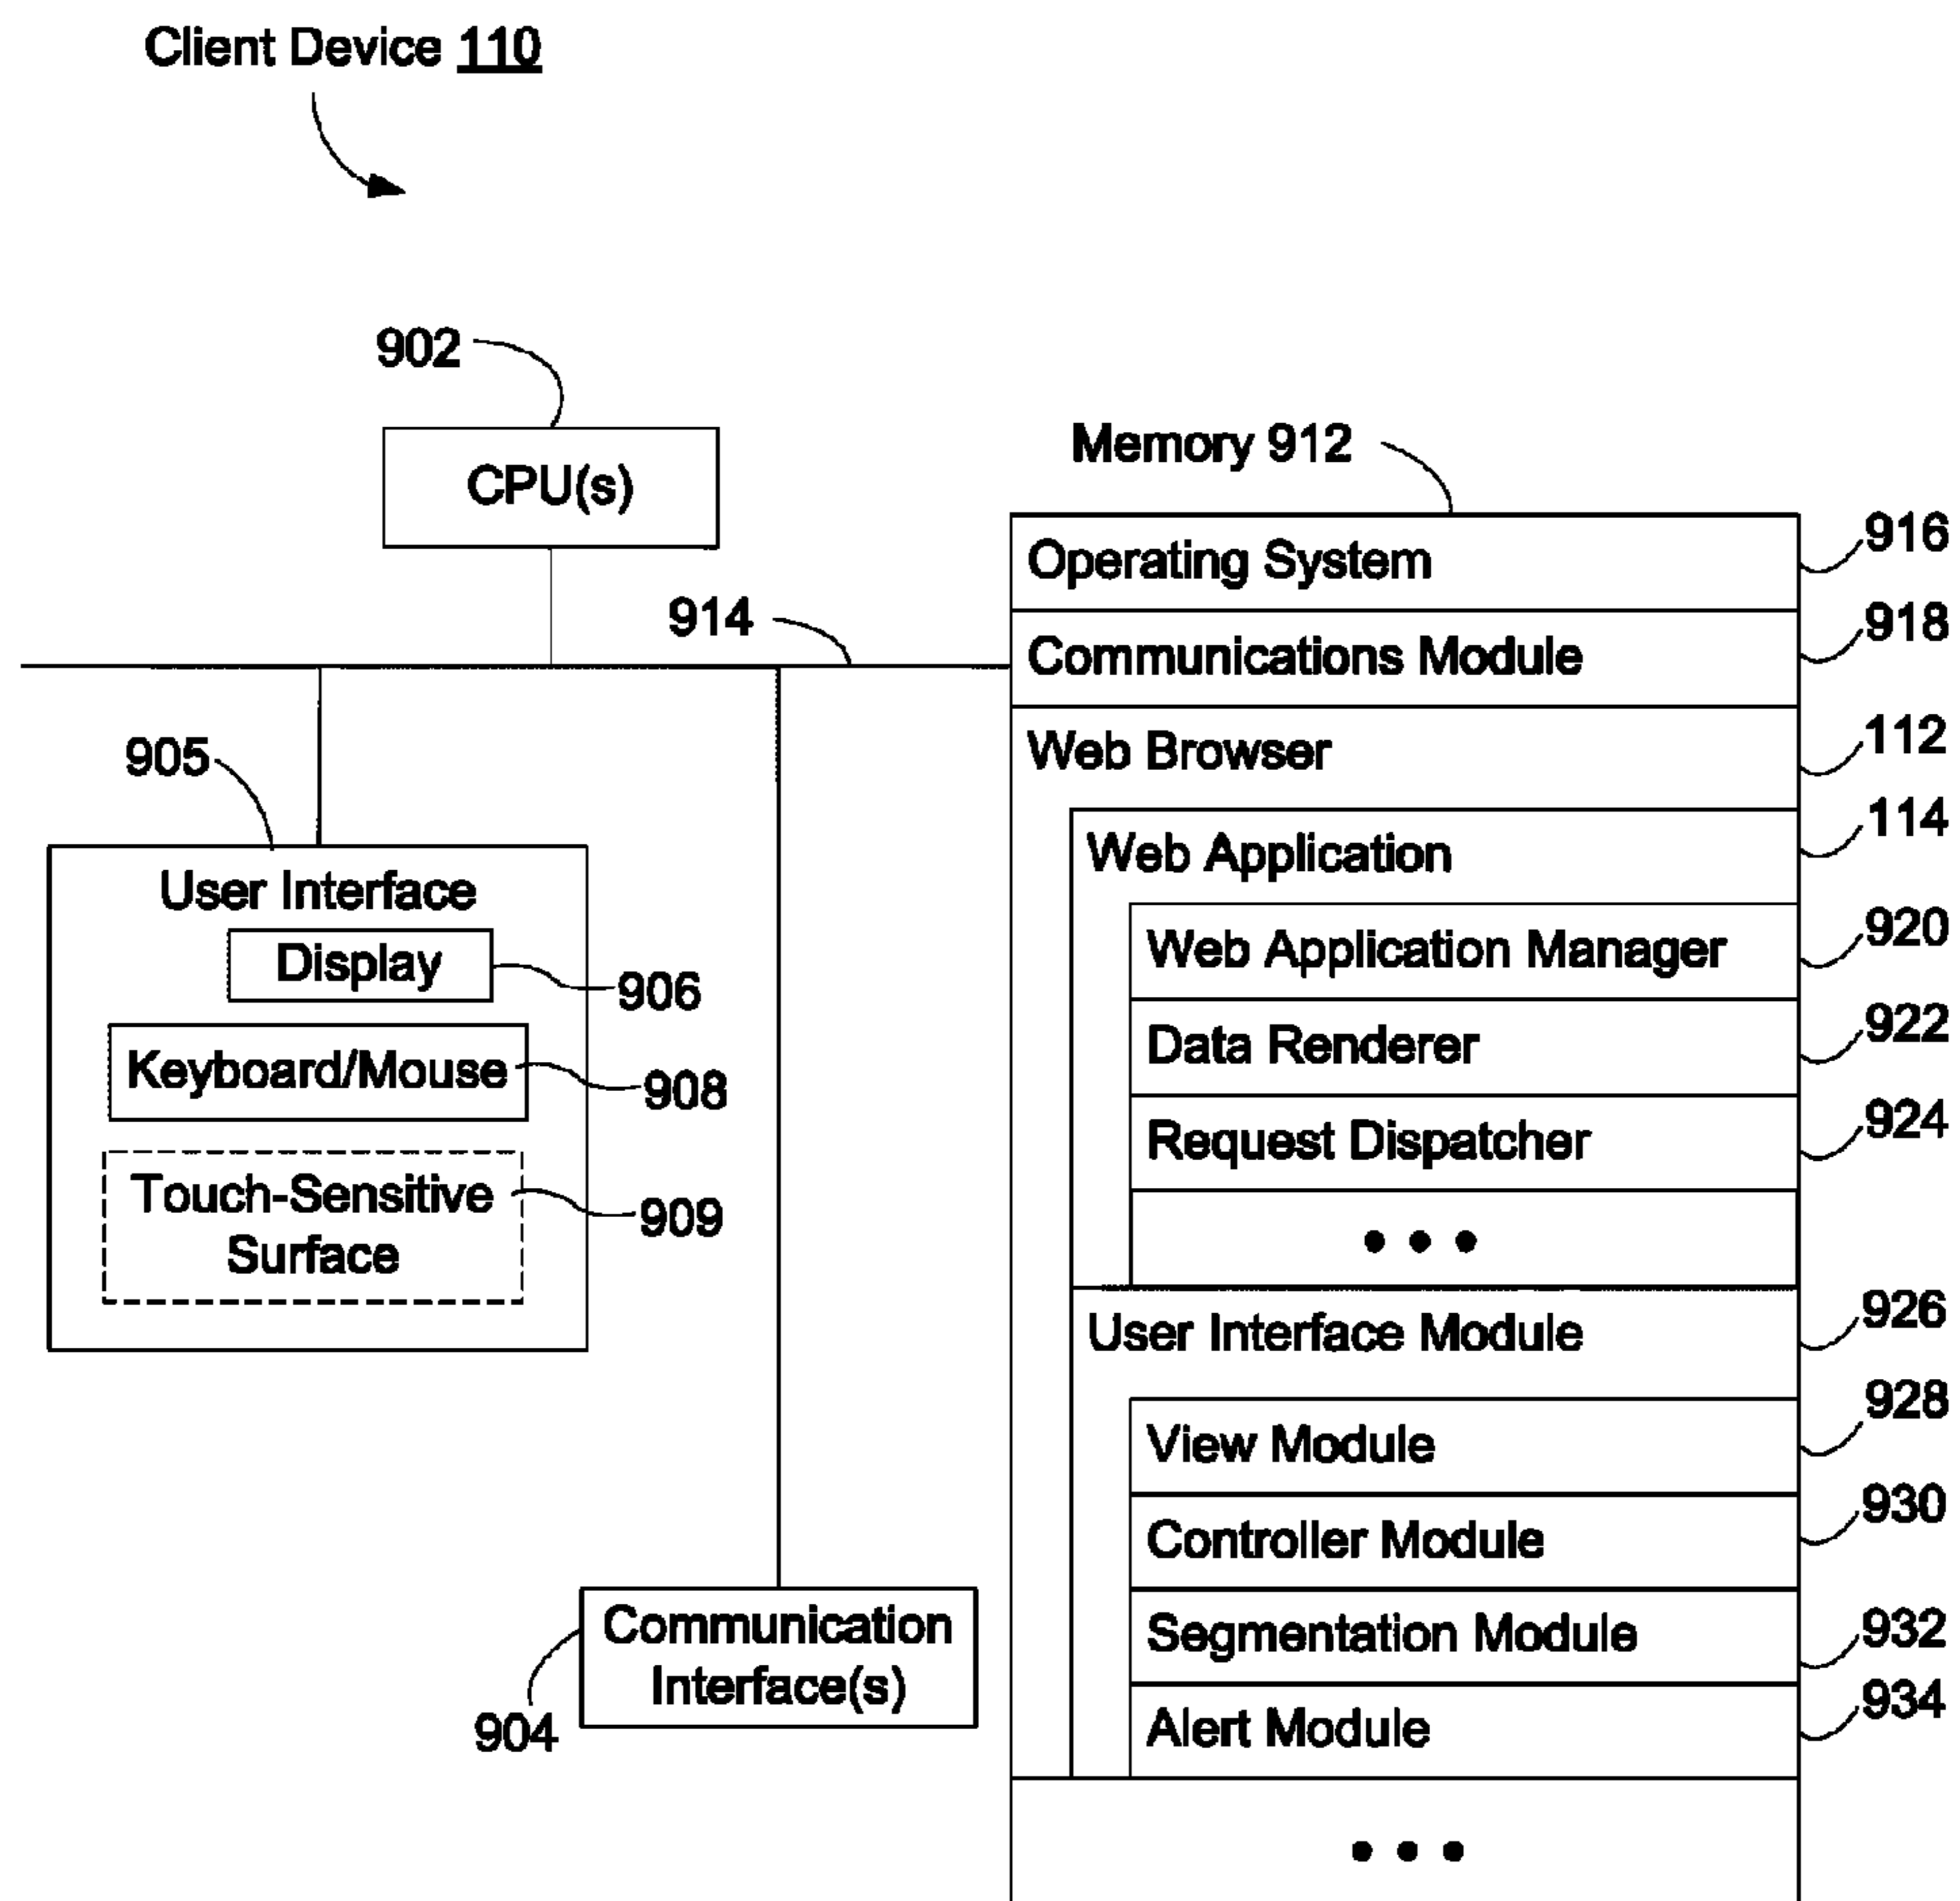 Client Device 110
902
CPU(s)
914
905
User Interface
Display
906
Keyboard/Mouse
908
Touch-Sensitive
Surface
909
Communication
Interface(s)
904
Memory 912
Operating System
916
Communications Module
918
Web Browser
112
Web Application
114
Web Application Manager
920
Data Renderer
922
Request Dispatcher
924
• • •
User Interface Module
926
View Module
928
Controller Module
930
Segmentation Module
932
Alert Module
934
• • •